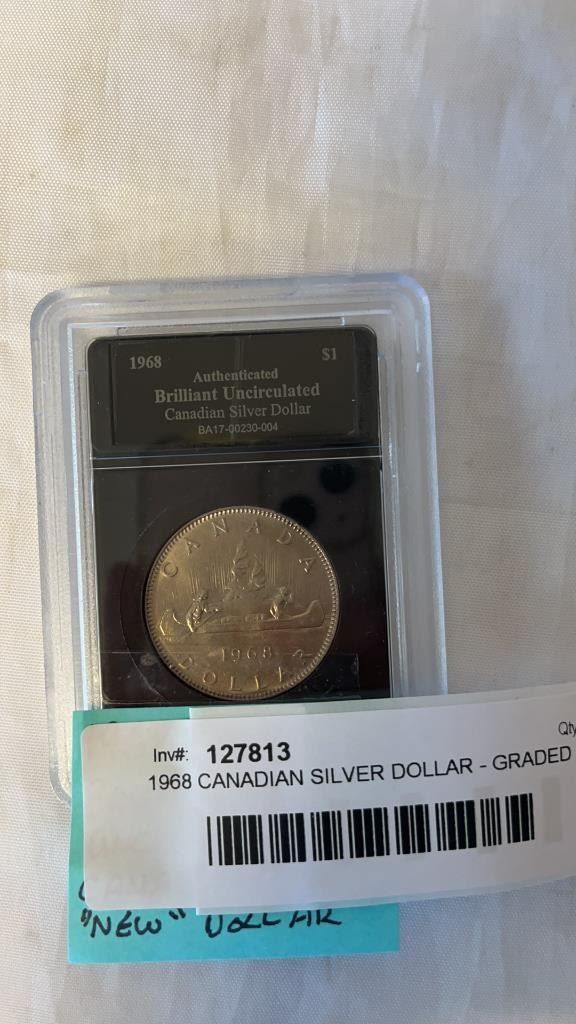 1968 $1
Authenticated
Brilliant Uncirculated
Canadian Silver Dollar
BA17-00230-004
CANADA
1968
DOLLAR
Qty
Inv#: 127813
1968 CANADIAN SILVER DOLLAR - GRADED
"NEW" DOLLAR